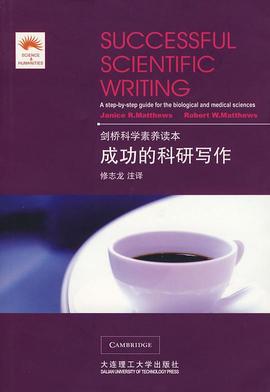 SCIENCE
&
HUMANITIES
SUCCESSFUL
SCIENTIFIC
WRITING
A step-by-step guide for the biological and medical sciences
Janice R.Matthews Robert W.Matthews
剑桥科学素养读本
成功的科研写作
修志龙 注译
CAMBRIDGE
大连理工大学出版社
DALIAN UNIVERSITY OF TECHNOLOGY PRESS